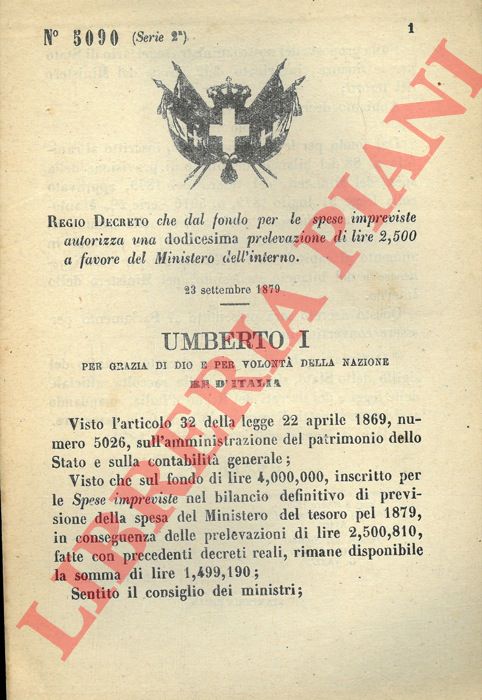 N° 5090 (Serie 2ª)
1
REGIO DECRETO che dal fondo per le spese impreviste
autorizza una dodicesima prelevazione di lire 2,500
a favore del Ministero dell'interno.
23 settembre 1879
UMBERTO I
PER GRAZIA DI DIO E PER VOLONTÀ DELLA NAZIONE
RE D'ITALIA
Visto l'articolo 32 della legge 22 aprile 1869, nu-
mero 5026, sull'amministrazione del patrimonio dello
Stato e sulla contabilità generale;
Visto che sul fondo di lire 4,000,000, inscritto per
le Spese impreviste nel bilancio definitivo di previ-
sione della spesa del Ministero del tesoro pel 1879,
in conseguenza delle prelevazioni di lire 2,500,810,
fatte con precedenti decreti reali, rimane disponibile
la somma di lire 1,499,190;
Sentito il consiglio dei ministri;
LIBRERIA PIANI